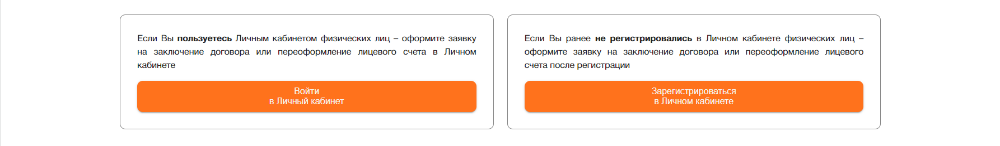 Если Вы пользуетесь Личным кабинетом физических лиц – оформите заявку
на заключение договора или переоформление лицевого счета в Личном
кабинете
Войти
в Личный кабинет
Если Вы ранее не регистрировались в Личном кабинете физических лиц –
оформите заявку на заключение договора или переоформление лицевого
счета после регистрации
Зарегистрироваться
в Личном кабинете